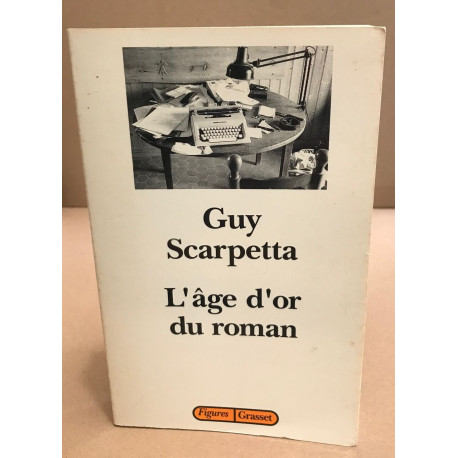 Guy
Scarpetta
L'âge d'or
du roman
Figures Grasset